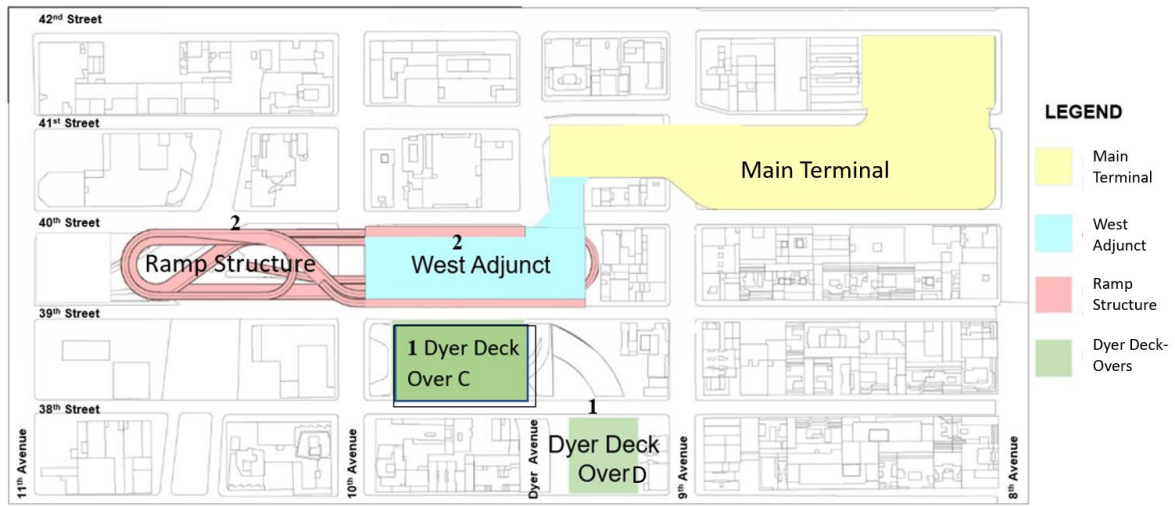 42nd Street
41st Street
LEGEND
Main
Terminal
Main Terminal
40th Street
2
2
West
Adjunct
Ramp Structure
West Adjunct
Ramp
Structure
39th Street
1 Dyer Deck
Over C
Dyer Deck-
Overs
38th Street
1
Dyer Deck
OverD
11th Avenue
10th Avenue
Dyer Avenue
9th Avenue
8th Avenue